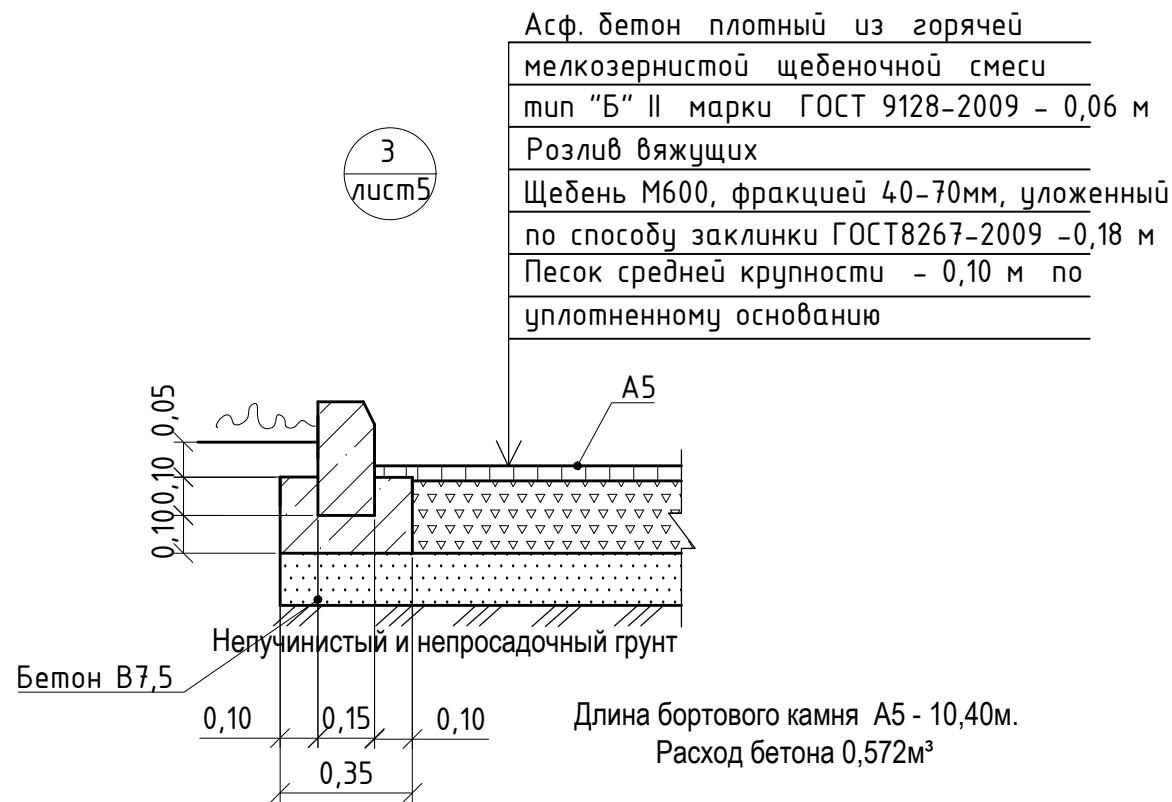 Асф. бетон плотный из горячей
мелкозернистой щебеночной смеси
тип "Б" II марки ГОСТ 9128-2009 - 0,06 м
Розлив вяжущих
Щебень М600, фракцией 40-70мм, уложенный
по способу заклинки ГОСТ8267-2009 -0,18 м
Песок средней крупности - 0,10 м по
уплотненному основанию
3
лист5
А5
0,05
0,10
0,10
Непучинистый и непросадочный грунт
Бетон В7,5
0,10 0,15 0,10
0,35
Длина бортового камня А5 - 10,40м.
Расход бетона 0,572м³